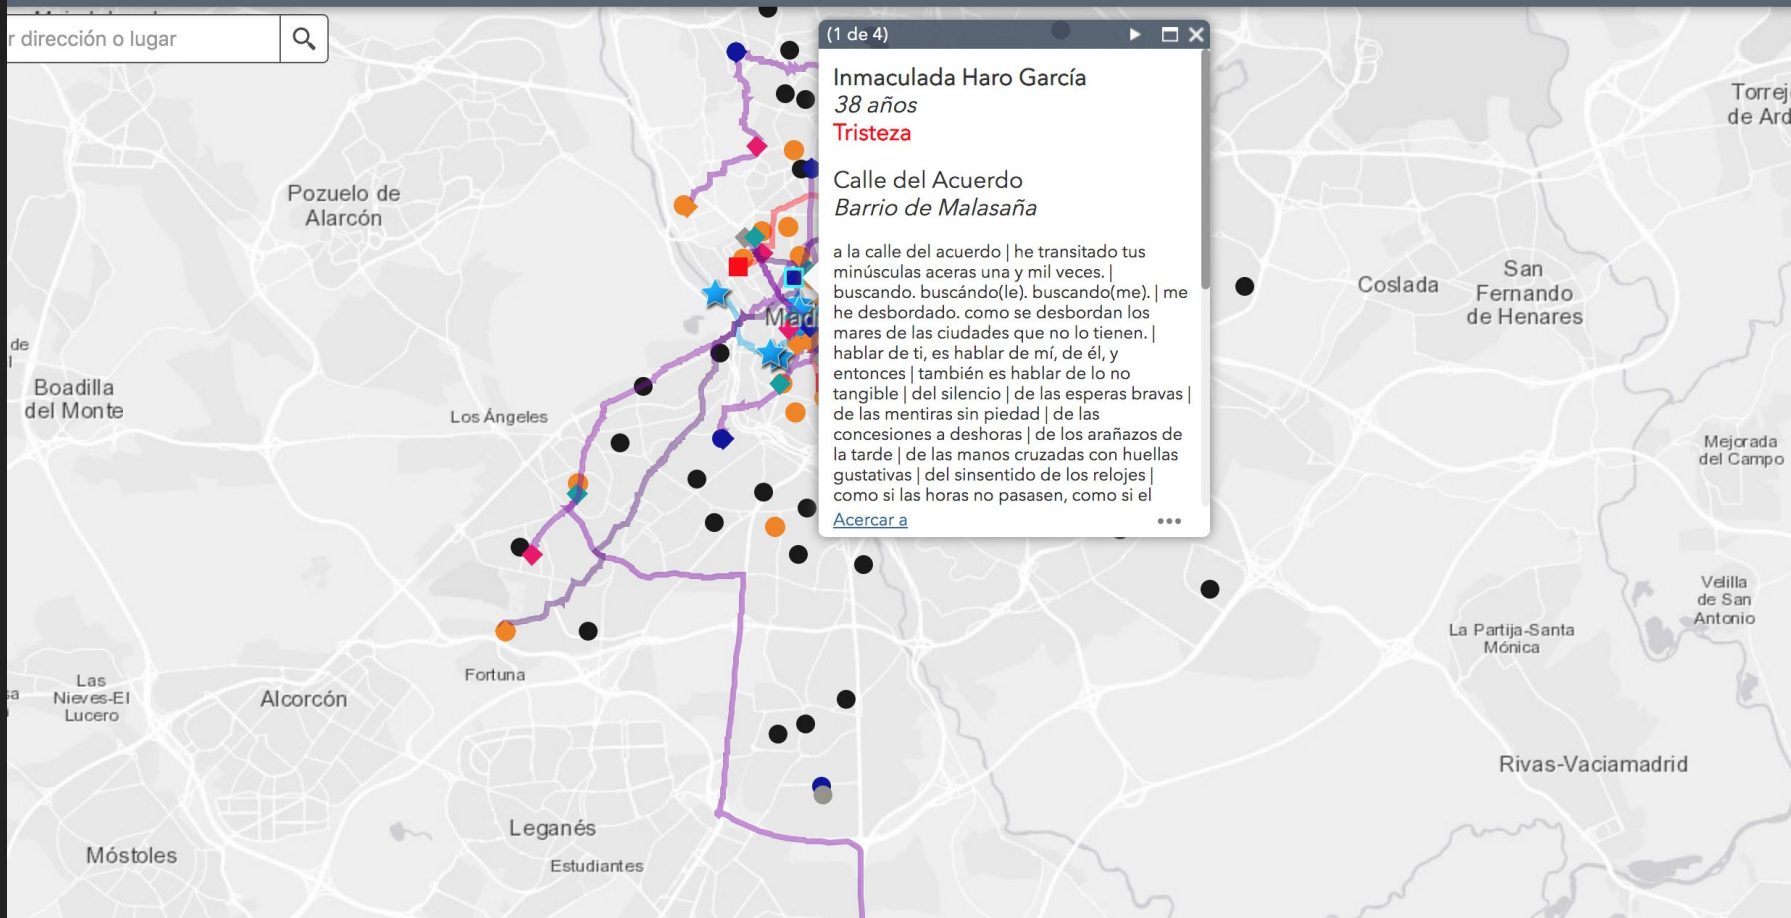 r dirección o lugar
(1 de 4)
Inmaculada Haro García
38 años
Tristeza
Calle del Acuerdo
Barrio de Malasaña
a la calle del acuerdo | he transitado tus
minúsculas aceras una y mil veces. |
buscando. buscándo(le). buscando(me). | me
he desbordado. como se desbordan los
mares de las ciudades que no lo tienen. |
hablar de ti, es hablar de mí, de él, y
entonces | también es hablar de lo no
tangible | del silencio | de las esperas bravas |
de las mentiras sin piedad | de las
concesiones a deshoras | de los arañazos de
la tarde | de las manos cruzadas con huellas
gustativas | del sinsentido de los relojes |
como si las horas no pasasen, como si el
Acercar a
Torrej
de Ard
Pozuelo de
Alarcón
Coslada
San
Fernando
de Henares
Mad
de
Boadilla
del Monte
Los Ángeles
Mejorada
del Campo
Velilla
de San
Antonio
La Partija-Santa
Mónica
Fortuna
Las
Nieves-El
Lucero
Alcorcón
Rivas-Vaciamadrid
Leganés
Móstoles
Estudiantes